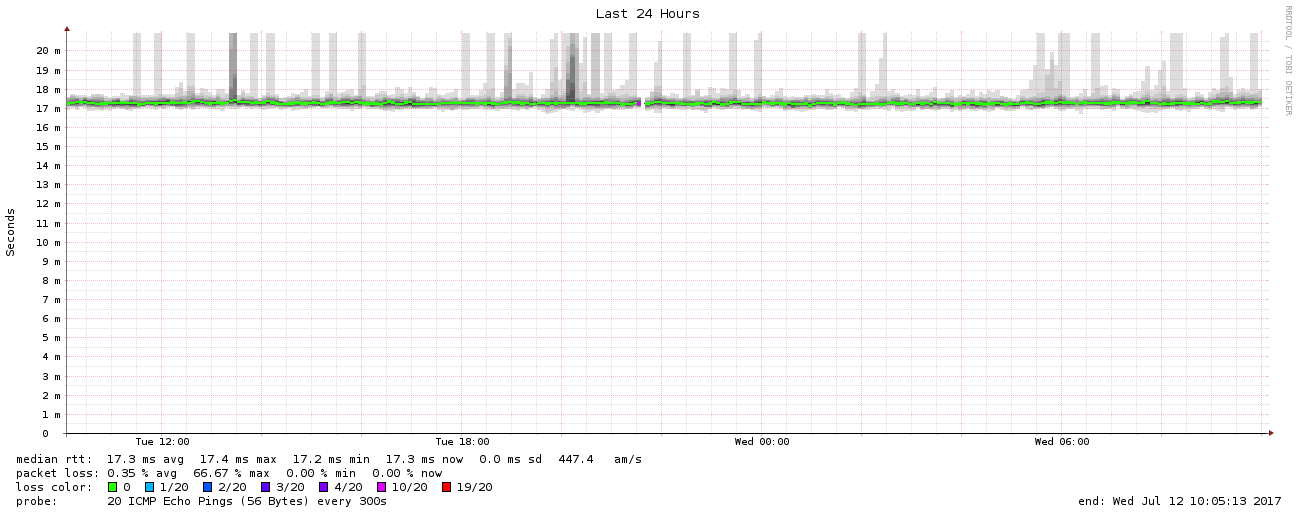 Last 24 Hours
RRDTOOL / TOBI OETIKER
Seconds
20 m
19 m
18 m
17 m
16 m
15 m
14 m
13 m
12 m
11 m
10 m
9 m
8 m
7 m
6 m
5 m
4 m
3 m
2 m
1 m
0
Tue 12:00 Tue 18:00 Wed 00:00 Wed 06:00
median rtt: 17.3 ms avg 17.4 ms max 17.2 ms min 17.3 ms now 0.0 ms sd 447.4 am/s
packet loss: 0.35 % avg 66.67 % max 0.00 % min 0.00 % now
loss color: 0 1/20 2/20 3/20 4/20 10/20 19/20
probe: 20 ICMP Echo Pings (56 Bytes) every 300s
end: Wed Jul 12 10:05:13 2017